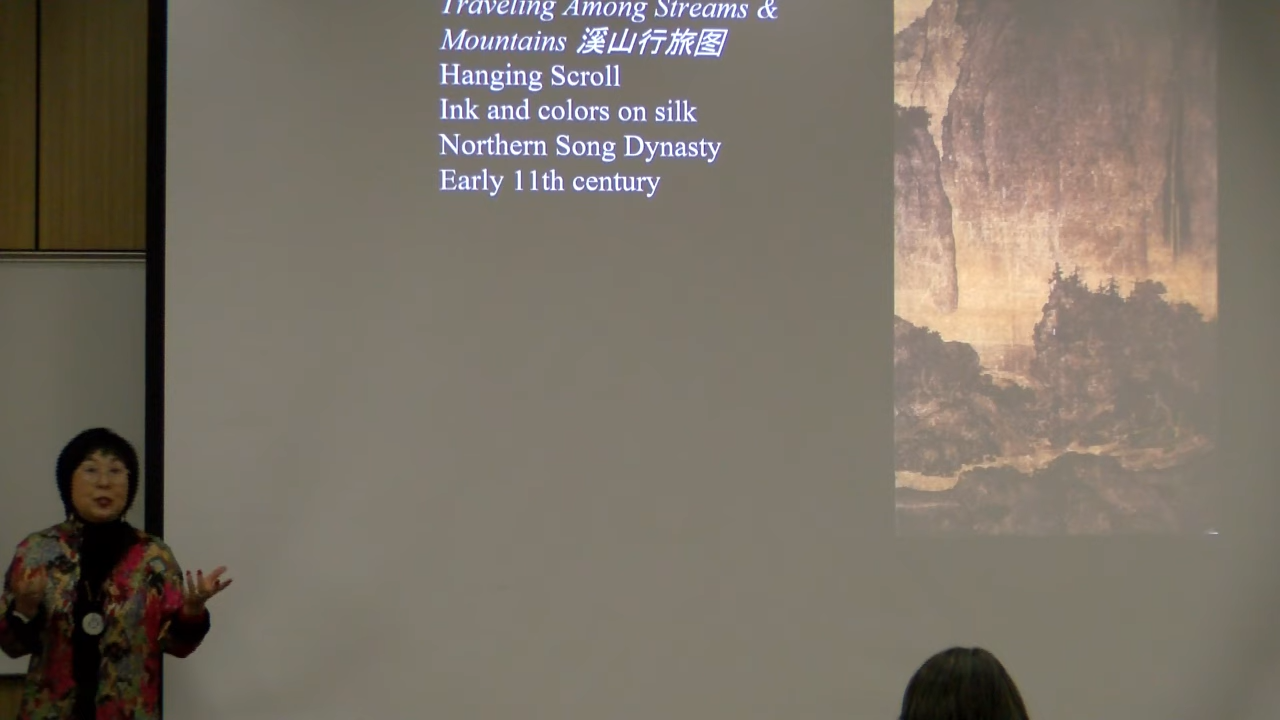 Traveling Among Streams &
Mountains 溪山行旅图
Hanging Scroll
Ink and colors on silk
Northern Song Dynasty
Early 11th century